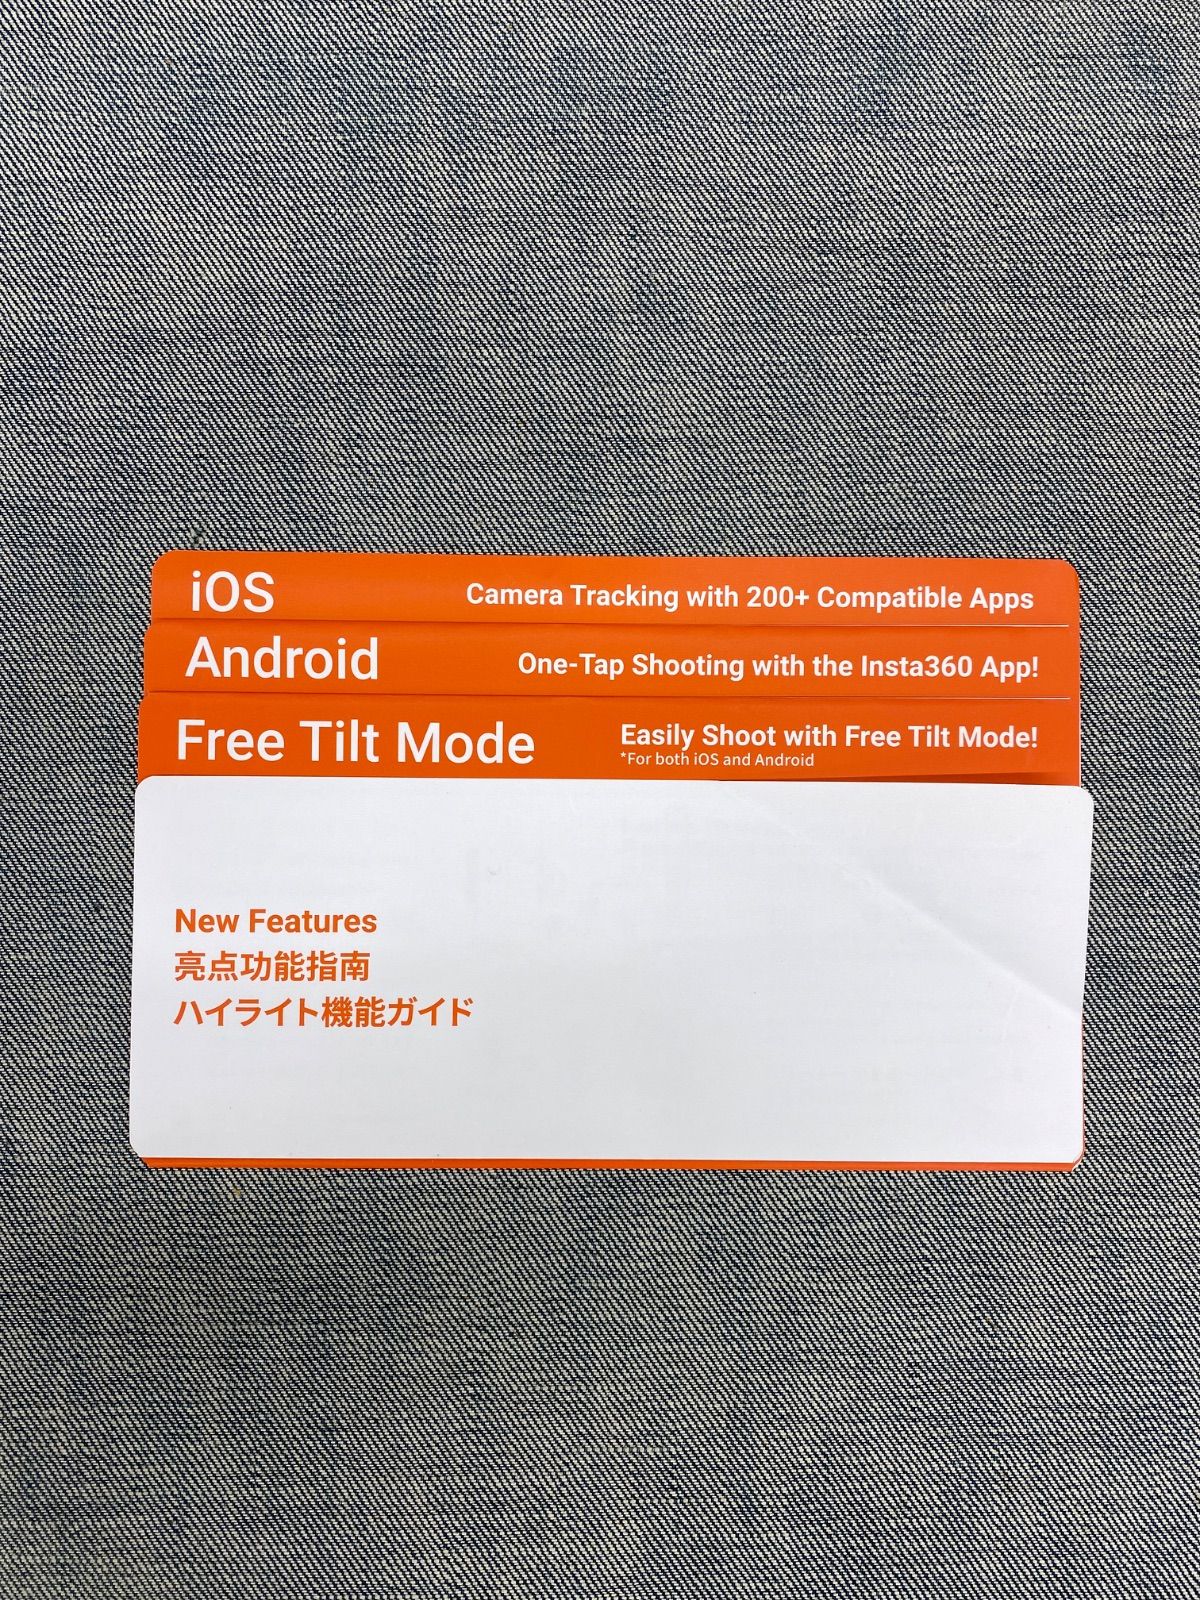 iOS
Camera Tracking with 200+ Compatible Apps
Android
One-Tap Shooting with the Insta360 App!
Free Tilt Mode
Easily Shoot with Free Tilt Mode!
*For both iOS and Android
New Features
亮点功能指南
ハイライト機能ガイド